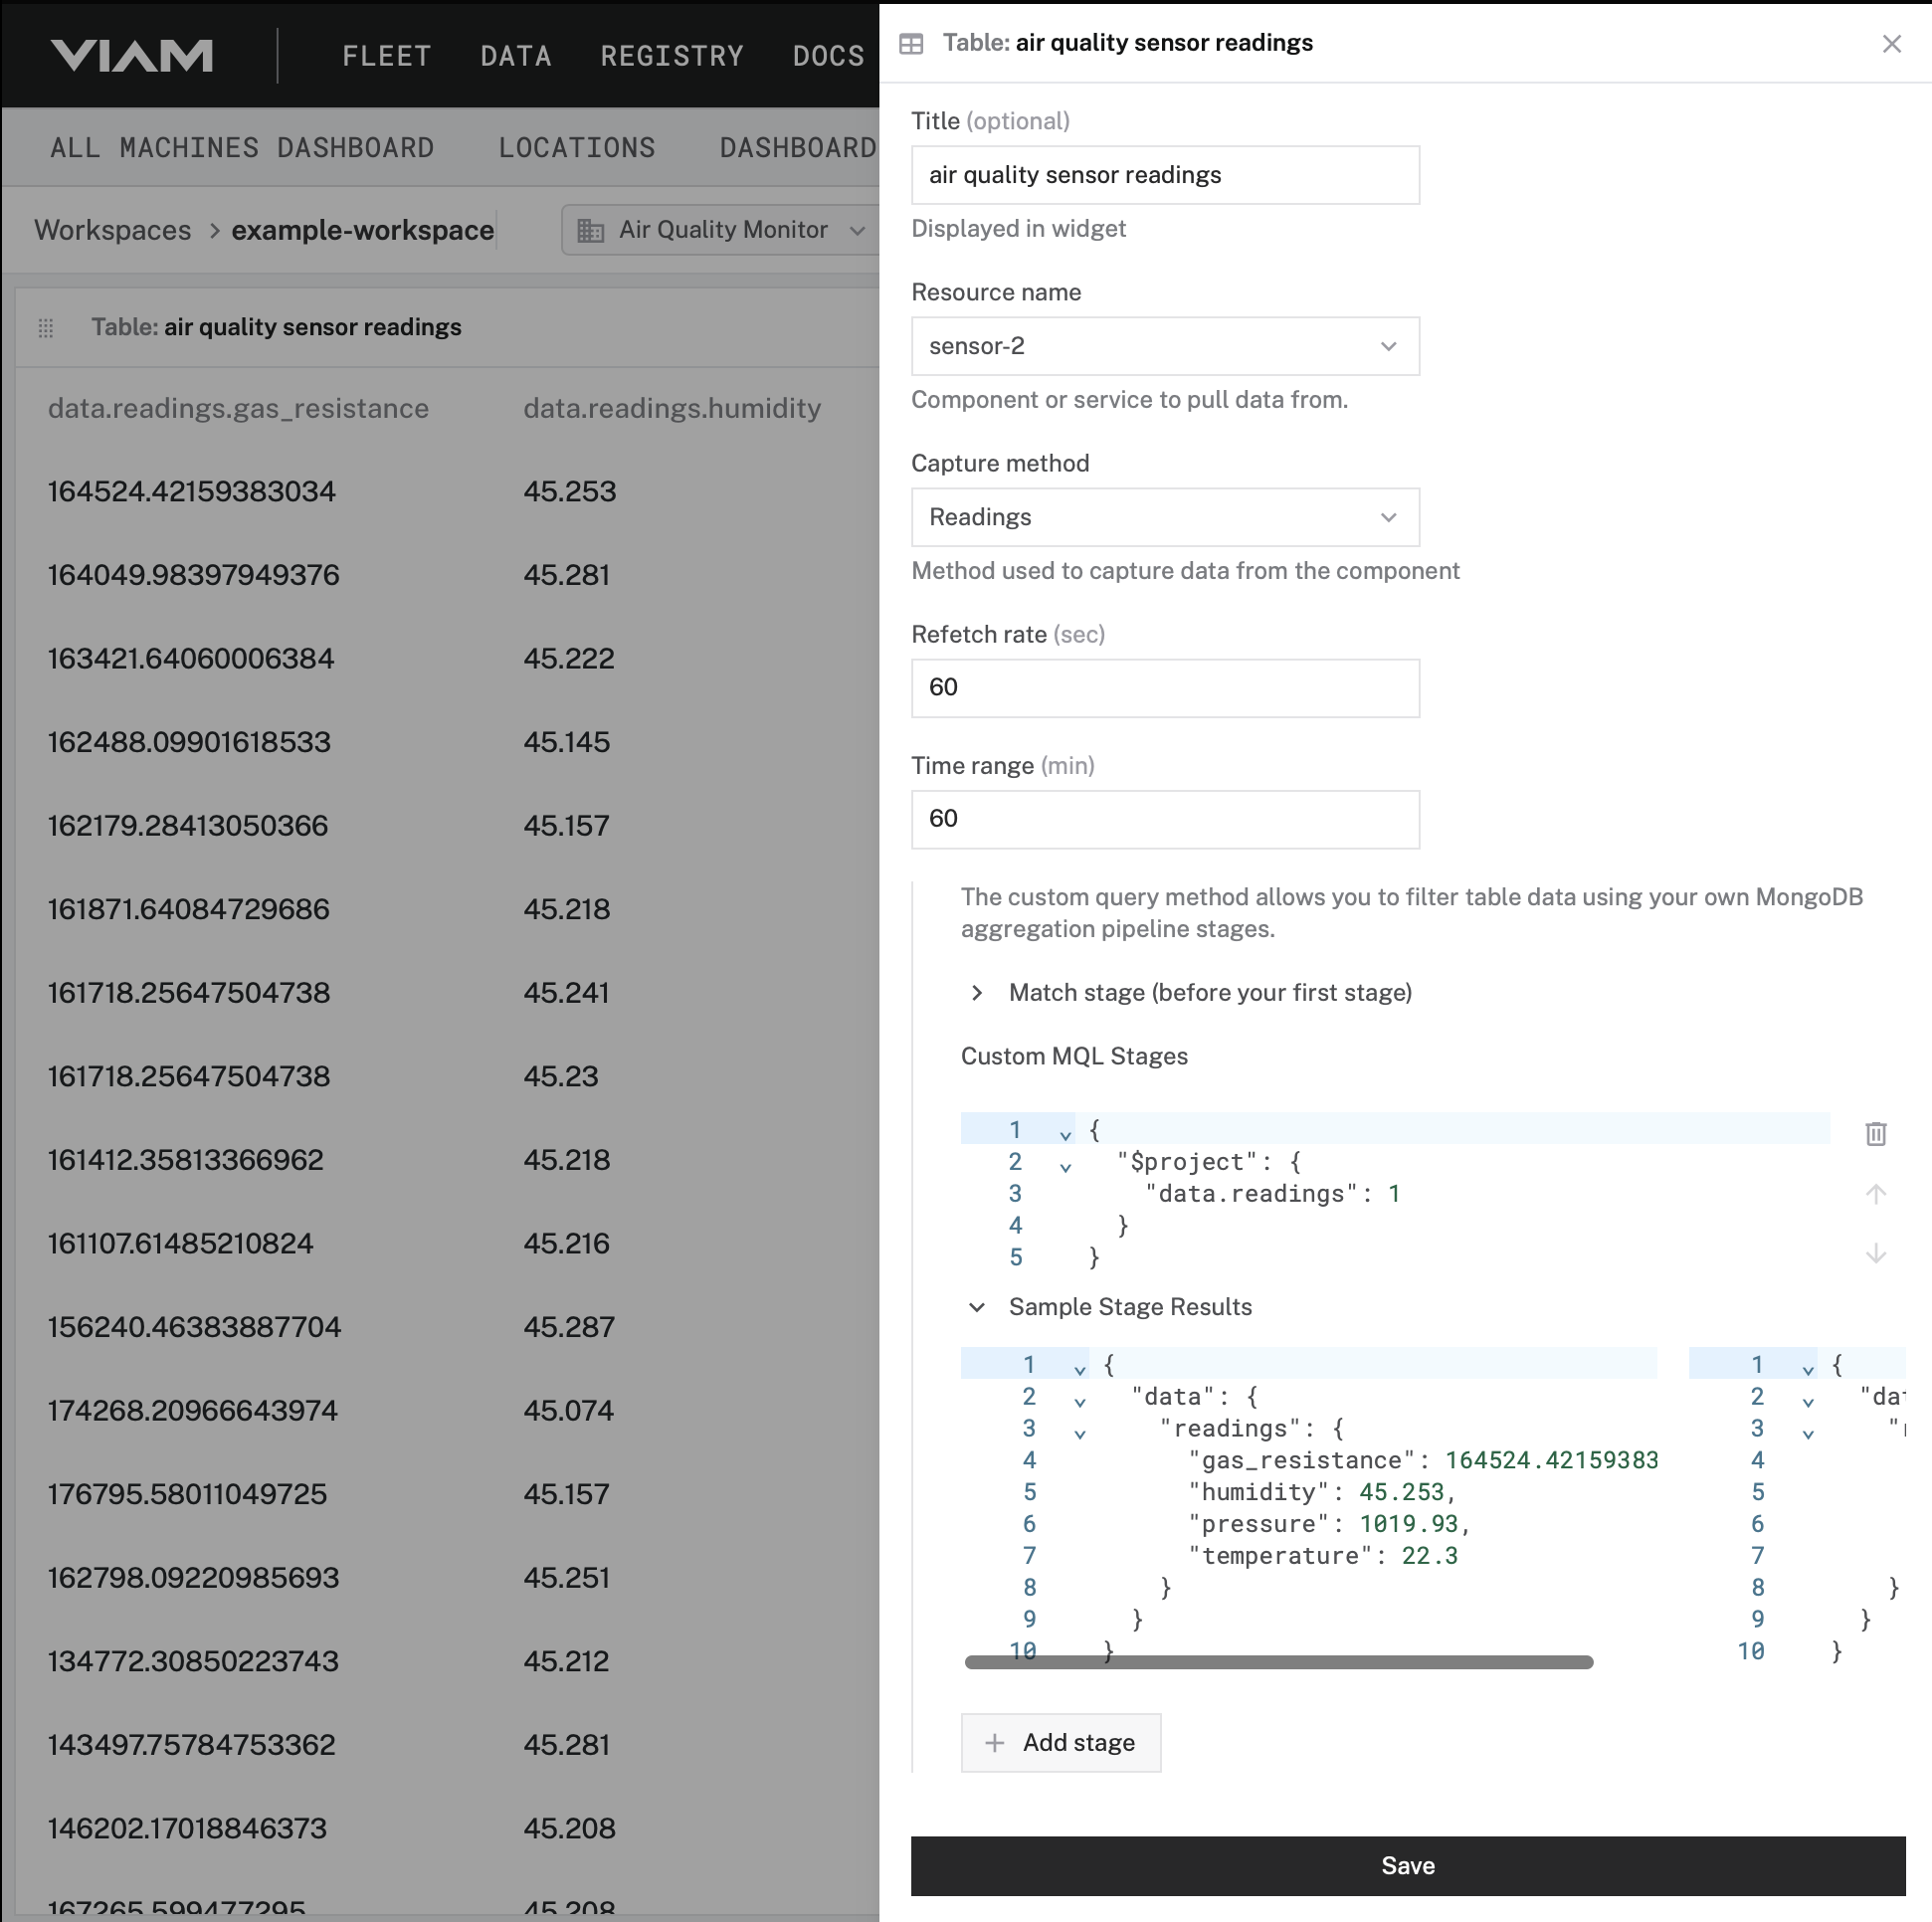 VIAM
FLEET DATA REGISTRY DOCS
ALL MACHINES DASHBOARD LOCATIONS DASHBOARD
Workspaces > example-workspace
Air Quality Monitor
Table: air quality sensor readings
data.readings.gas_resistance data.readings.humidity
164524.42159383034 45.253
164049.98397949376 45.281
163421.64060006384 45.222
162488.09901618533 45.145
162179.28413050366 45.157
161871.64084729686 45.218
161718.25647504738 45.241
161718.25647504738 45.23
161412.35813366962 45.218
161107.61485210824 45.216
156240.46383887704 45.287
174268.20966643974 45.074
176795.58011049725 45.157
162798.09220985693 45.251
134772.30850223743 45.212
143497.75784753362 45.281
146202.17018846373 45.208
167265.599477295 45.208
Table: air quality sensor readings
Title (optional)
air quality sensor readings
Displayed in widget
Resource name
sensor-2
Component or service to pull data from.
Capture method
Readings
Method used to capture data from the component
Refetch rate (sec)
60
Time range (min)
60
The custom query method allows you to filter table data using your own MongoDB
aggregation pipeline stages.
Match stage (before your first stage)
Custom MQL Stages
1 {
2 "$project": {
3 "data.readings": 1
4 }
5 }
Sample Stage Results
1 {
2 "data": {
3 "readings": {
4 "gas_resistance": 164524.42159383
5 "humidity": 45.253,
6 "pressure": 1019.93,
7 "temperature": 22.3
8 }
9 }
10 }
1 {
2 "da
3 "
4
5
6
7
8 }
9 }
10 }
+ Add stage
Save